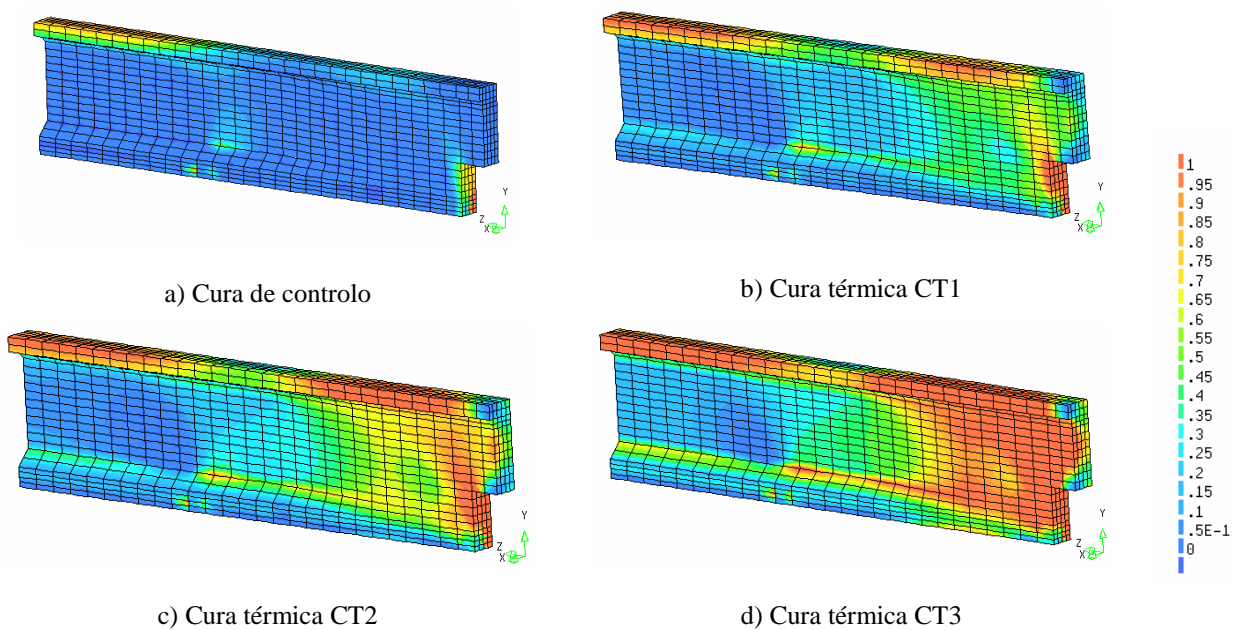 Y
Z
X
a) Cura de controlo
Y
Z
X
b) Cura térmica CT1
Y
Z
X
c) Cura térmica CT2
Y
Z
X
d) Cura térmica CT3
1
.95
.9
.85
.8
.75
.7
.65
.6
.55
.5
.45
.4
.35
.3
.25
.2
.15
.1
.5E-1
0